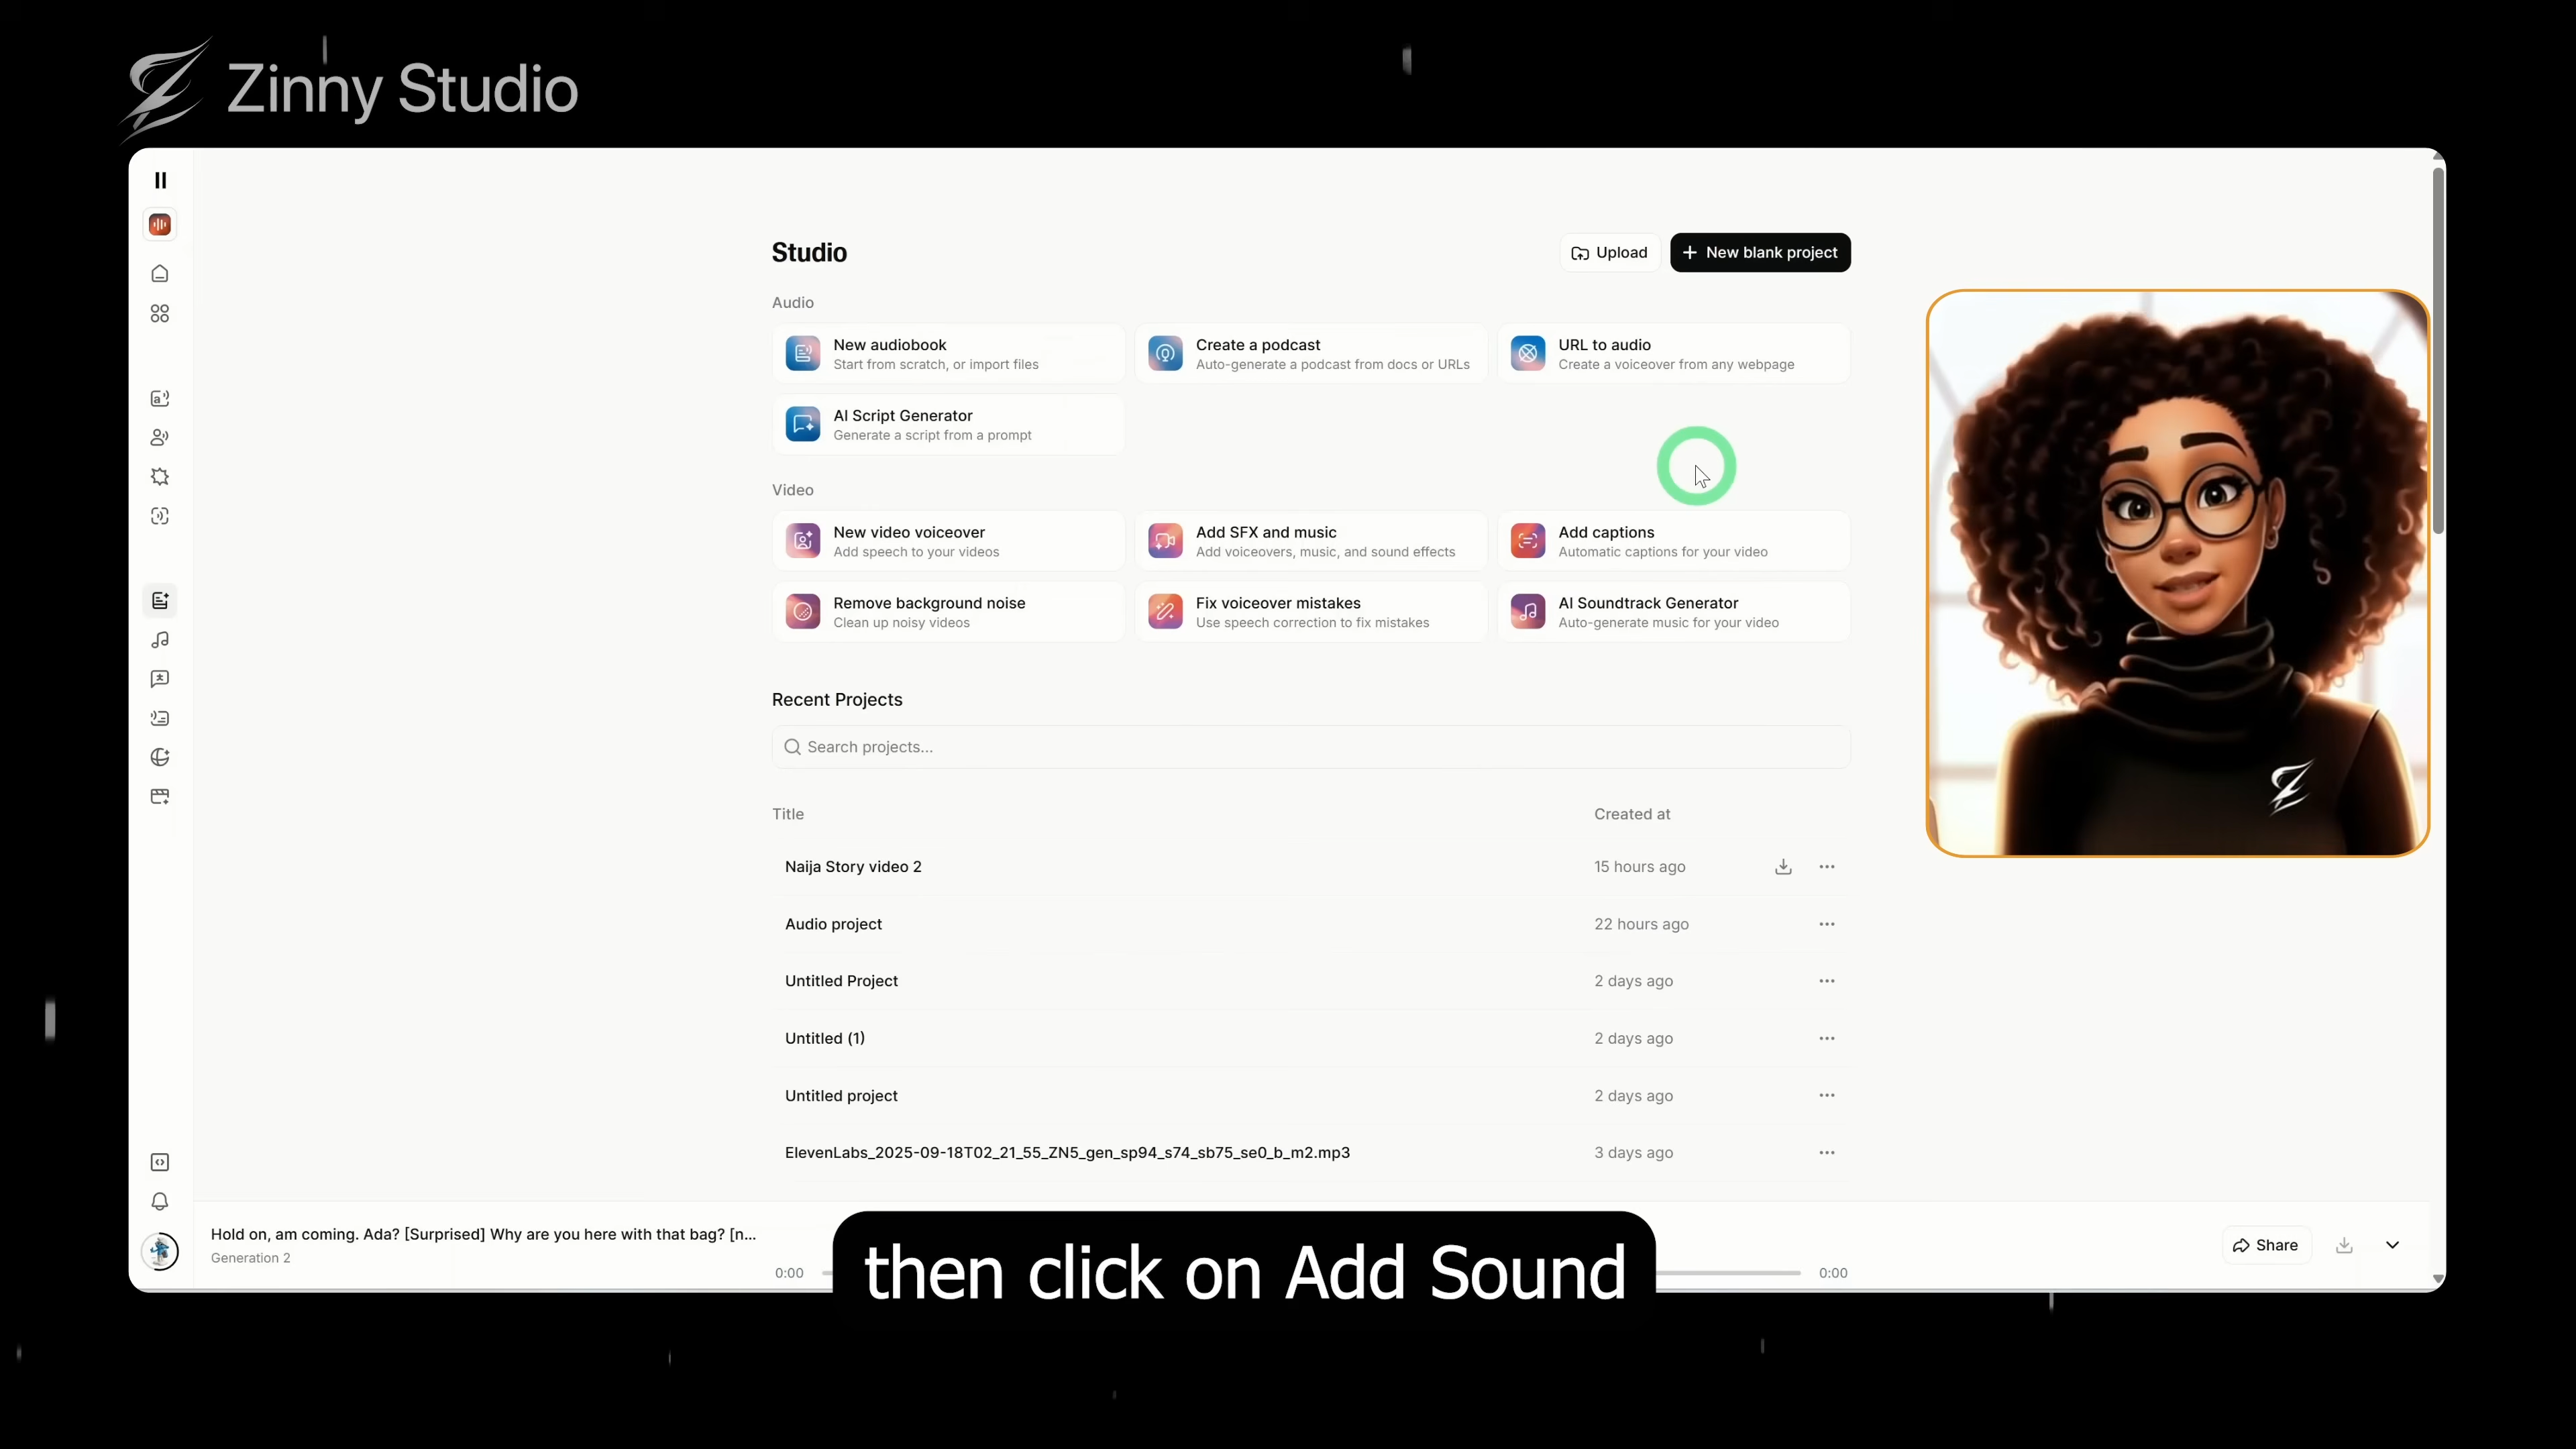 Zinny Studio
Studio
Upload
New blank project
Audio
New audiobook
Start from scratch, or import files
Create a podcast
Auto-generate a podcast from docs or URLs
URL to audio
Create a voiceover from any webpage
AI Script Generator
Generate a script from a prompt
Video
New video voiceover
Add speech to your videos
Add SFX and music
Add voiceovers, music, and sound effects
Add captions
Automatic captions for your video
Remove background noise
Clean up noisy videos
Fix voiceover mistakes
Use speech correction to fix mistakes
AI Soundtrack Generator
Auto-generate music for your video
Recent Projects
Search projects...
Title
Created at
Naija Story video 2
15 hours ago
Audio project
22 hours ago
Untitled Project
2 days ago
Untitled (1)
2 days ago
Untitled project
2 days ago
ElevenLabs_2025-09-18T02_21_55_ZN5_gen_sp94_s74_sb75_se0_b_m2.mp3
3 days ago
Hold on, am coming. Ada? [Surprised] Why are you here with that bag? [n...
Generation 2
Share
0:00
0:00
then click on Add Sound